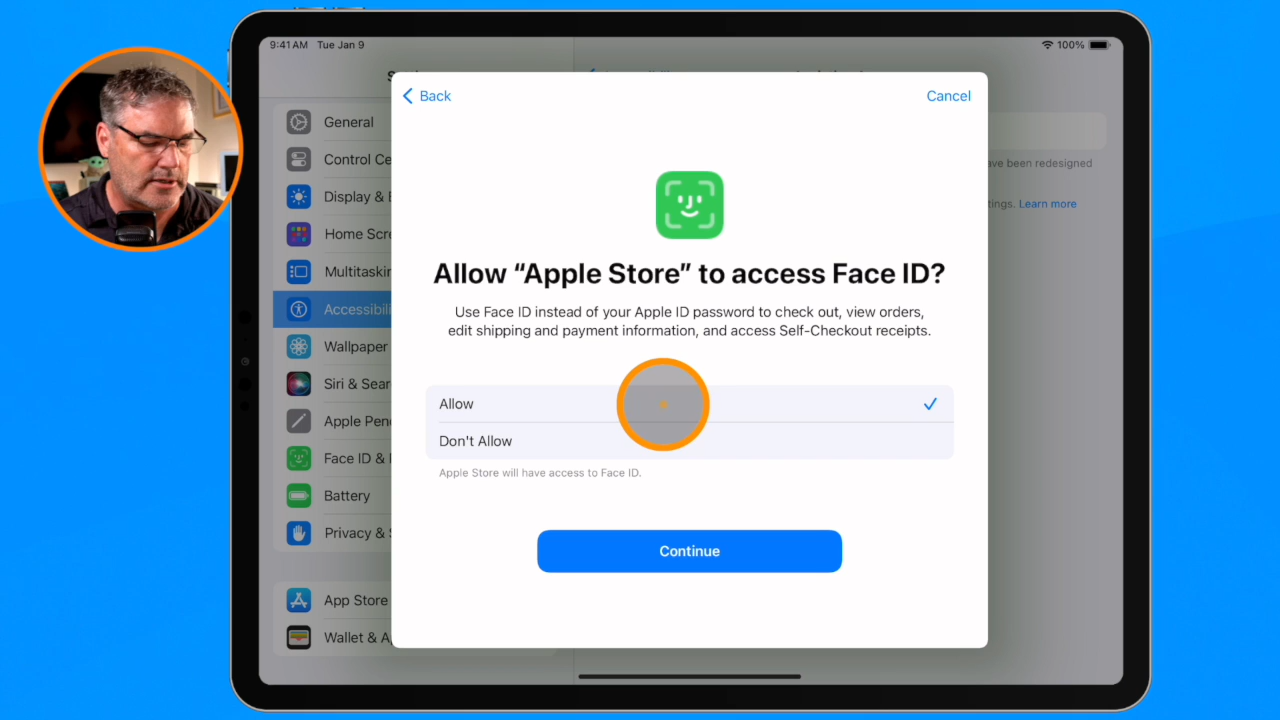 9:41 AM Tue Jan 9
100%
Back
Cancel
General
Control Ce
Display &
Home Scre
Multitaskin
Accessibili
Wallpaper
Siri & Sear
Apple Pen
Face ID &
Battery
Privacy &
App Store
Wallet & A
ave been redesigned
tings. Learn more
Allow “Apple Store” to access Face ID?
Use Face ID instead of your Apple ID password to check out, view orders,
edit shipping and payment information, and access Self-Checkout receipts.
Allow
Don't Allow
Apple Store will have access to Face ID.
Continue